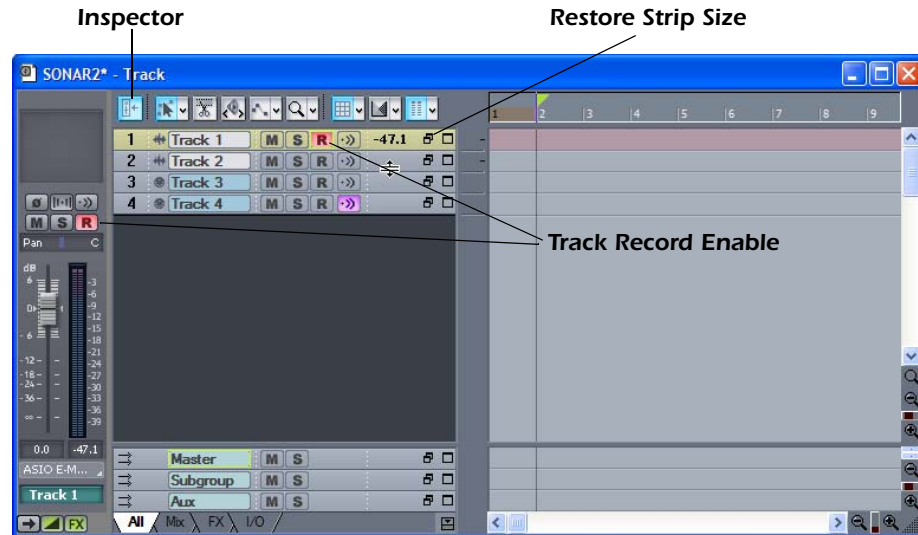 Inspector
Restore Strip Size
SONAR2* - Track
1 2 3 4 5 6 7 8 9
1 Track 1 M S R -47.1
2 Track 2 M S R
3 Track 3 M S R
4 Track 4 M S R
M S R
Pan C
Track Record Enable
dB
6
0
-6
-12
-18
-24
-36
∞
-3
-6
-9
-12
-15
-18
-21
-24
-27
-30
-33
-36
-39
0.0 -47.1
ASIO E-M...
Track 1
FX
Master M S
Subgroup M S
Aux M S
All Mix FX I/O